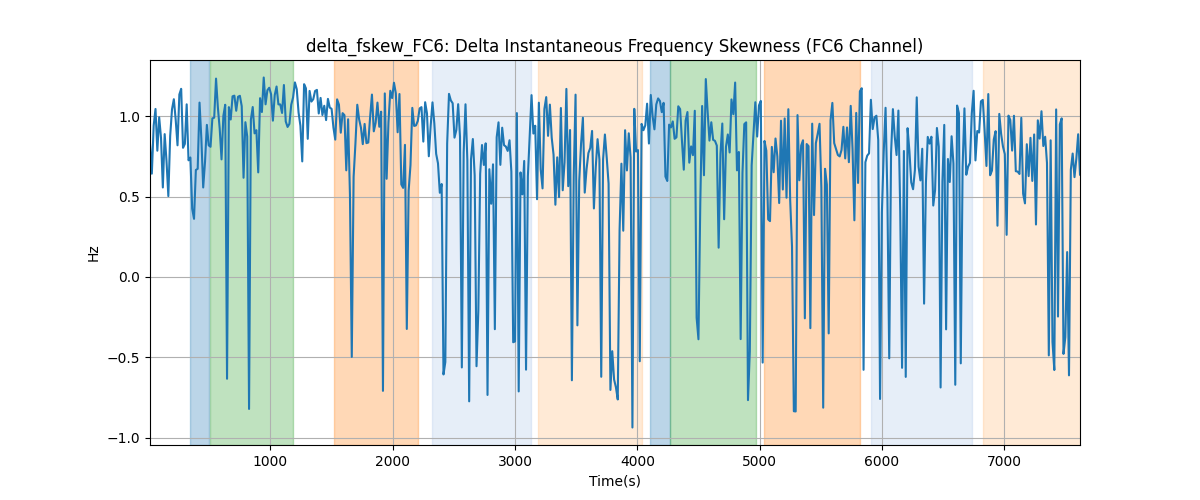 delta_fskew_FC6: Delta Instantaneous Frequency Skewness (FC6 Channel)
1.0
0.5
0.0
−0.5
−1.0
Hz
1000 2000 3000 4000 5000 6000 7000
Time(s)